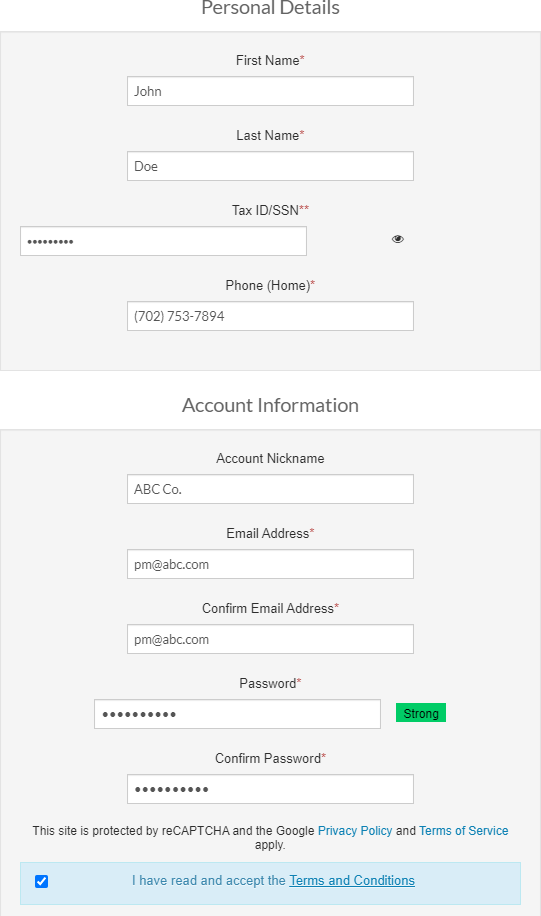 Personal Details
First Name*
John
Last Name*
Doe
Tax ID/SSN**
•••••••••
Phone (Home)*
(702) 753-7894
Account Information
Account Nickname
ABC Co.
Email Address*
pm@abc.com
Confirm Email Address*
pm@abc.com
Password*
•••••••••• Strong
Confirm Password*
••••••••••
This site is protected by reCAPTCHA and the Google Privacy Policy and Terms of Service
apply.
I have read and accept the Terms and Conditions